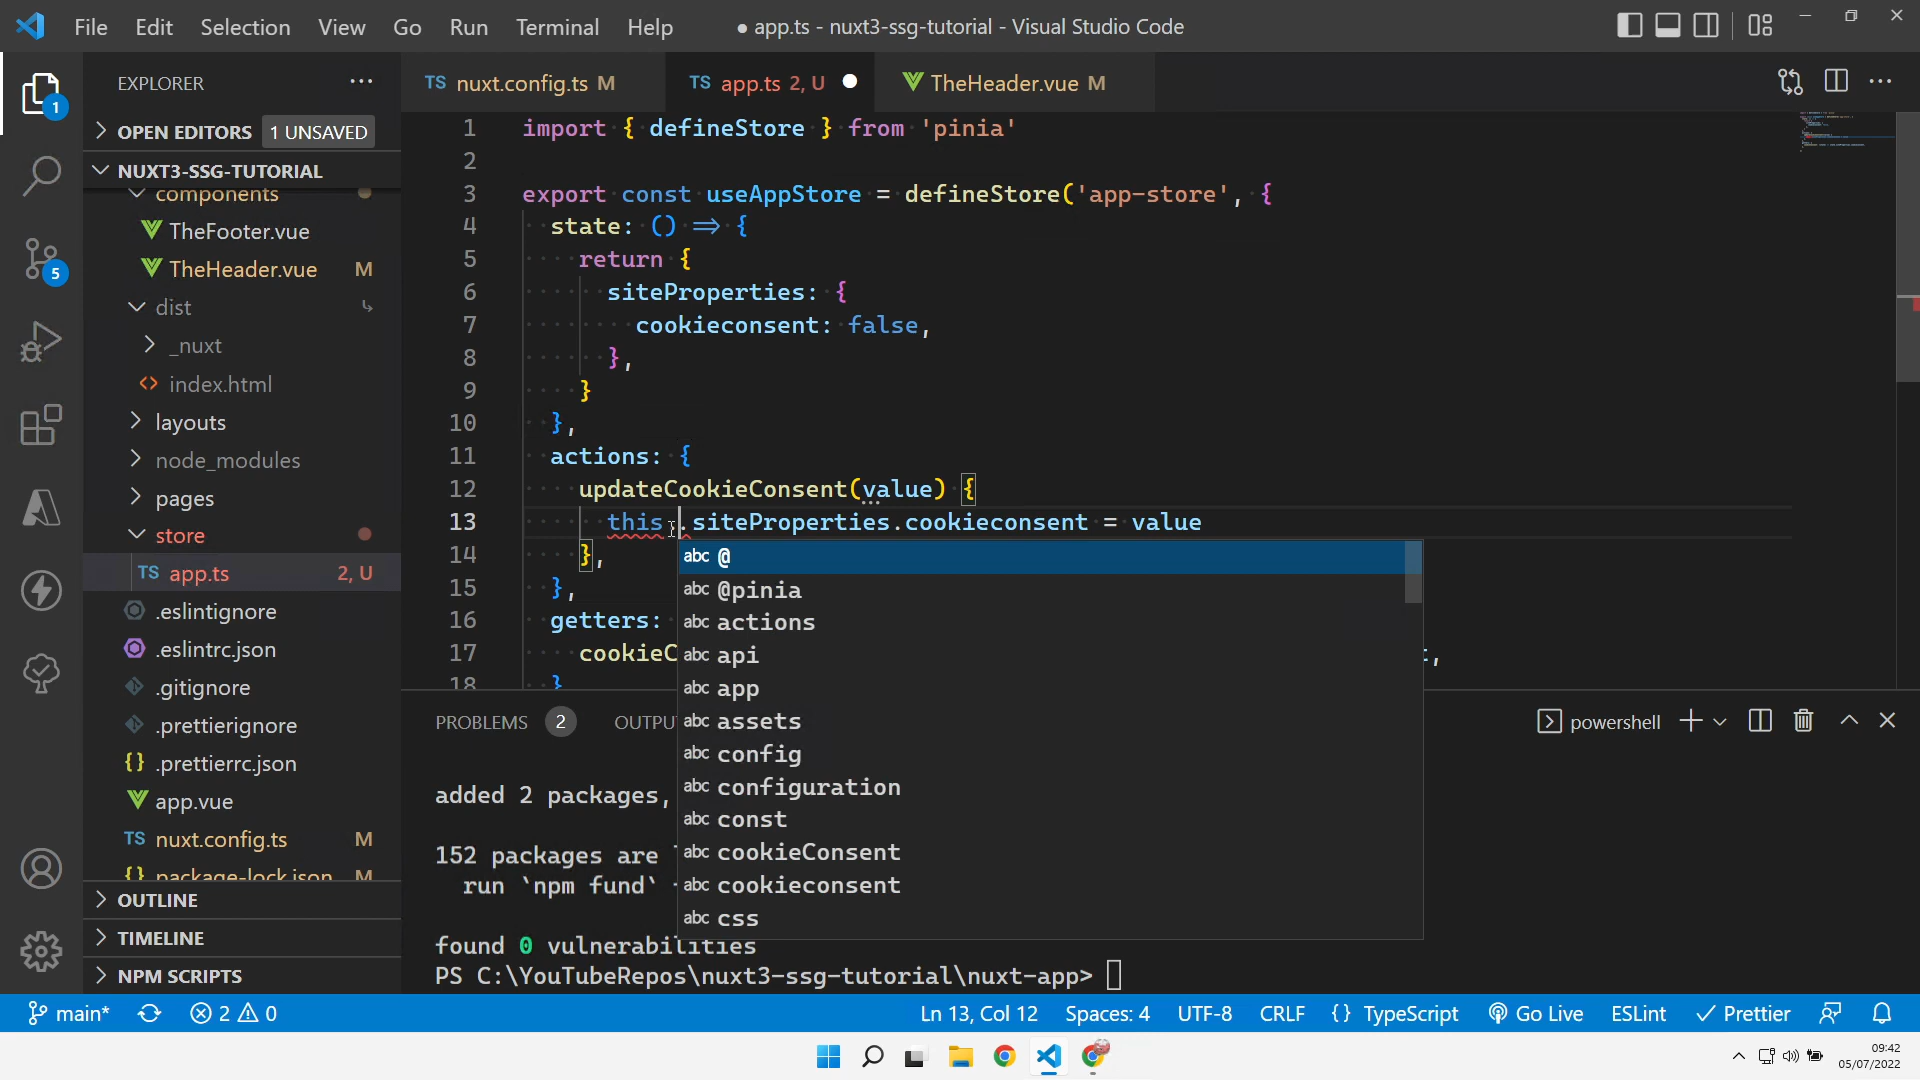 File Edit Selection View Go Run Terminal Help
● app.ts - nuxt3-ssg-tutorial - Visual Studio Code
EXPLORER
OPEN EDITORS 1 UNSAVED
NUXT3-SSG-TUTORIAL
components
TheFooter.vue
TheHeader.vue M
dist
_nuxt
index.html
layouts
node_modules
pages
store
TS app.ts 2, U
.eslintignore
.eslintrc.json
.gitignore
.prettierignore
{} .prettierrc.json
app.vue
TS nuxt.config.ts M
{} package-lock.json M
OUTLINE
TIMELINE
NPM SCRIPTS
1
5
TS nuxt.config.ts M
TS app.ts 2, U
TheHeader.vue M
1 import { defineStore } from 'pinia'
2
3 export const useAppStore = defineStore('app-store', {
4 state: () => {
5 return {
6 siteProperties: {
7 cookieconsent: false,
8 },
9 }
10 },
11 actions: {
12 updateCookieConsent(value) {
13 this..siteProperties.cookieconsent = value
14 },
15 },
16 getters:
17 cookieC
18 }
abc @
abc @pinia
abc actions
abc api
abc app
abc assets
abc config
abc configuration
abc const
abc cookieConsent
abc cookieconsent
abc css
PROBLEMS 2 OUTPU
powershell
added 2 packages,
152 packages are
run `npm fund`
found 0 vulnerabilities
PS C:\YouTubeRepos\nuxt3-ssg-tutorial\nuxt-app>
main* 2 0 Ln 13, Col 12 Spaces: 4 UTF-8 CRLF {} TypeScript Go Live ESLint Prettier
09:42
05/07/2022